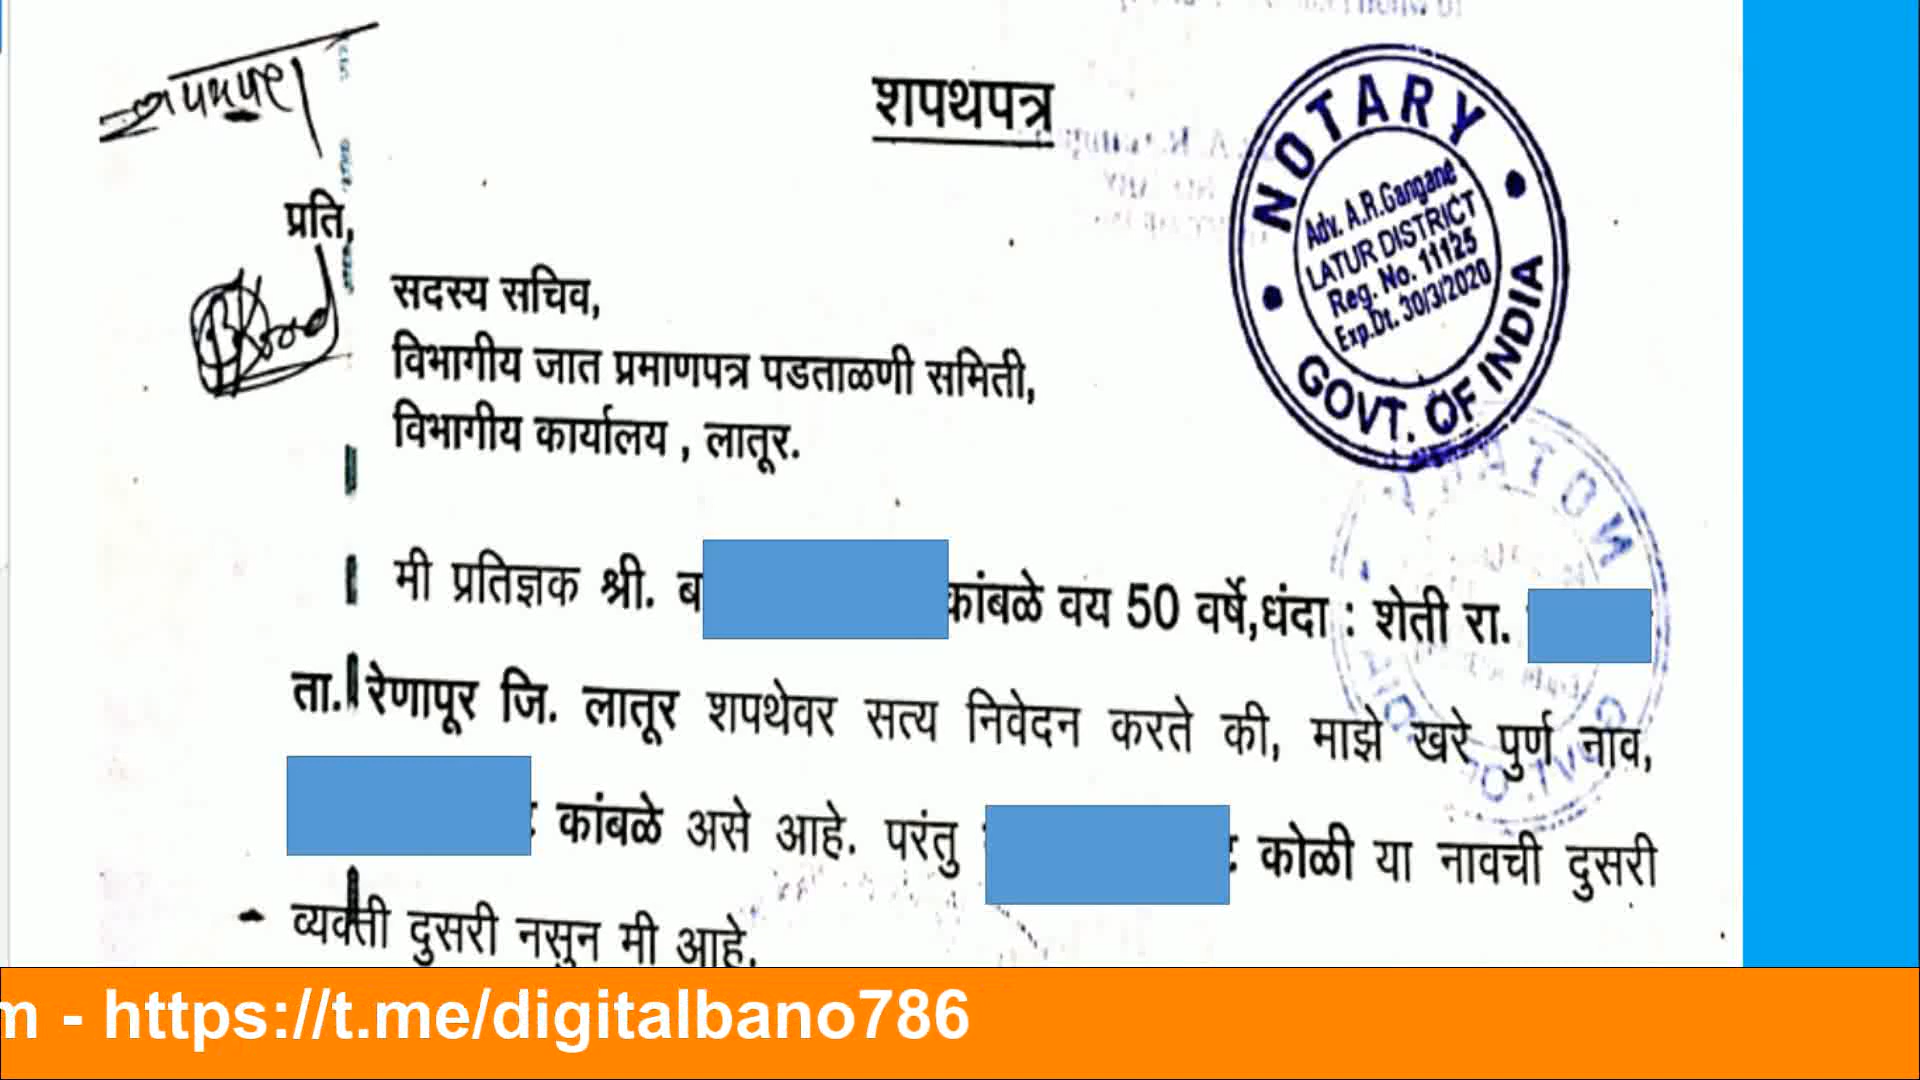 शपथपत्र
NOTARY
Adv. A.R.Gangane
LATUR DISTRICT
Reg. No. 11125
Exp.Dt. 30/3/2020
GOVT. OF INDIA
प्रति,
सदस्य सचिव,
विभागीय जात प्रमाणपत्र पडताळणी समिती,
विभागीय कार्यालय , लातूर.
मी प्रतिज्ञक श्री. ब कांबळे वय 50 वर्षे,धंदा : शेती रा.
ता. रेणापूर जि. लातूर शपथेवर सत्य निवेदन करते की, माझे खरे पुर्ण नाव,
कांबळे असे आहे. परंतु कोळी या नावची दुसरी
व्यक्ती दुसरी नसुन मी आहे.
m - https://t.me/digitalbano786